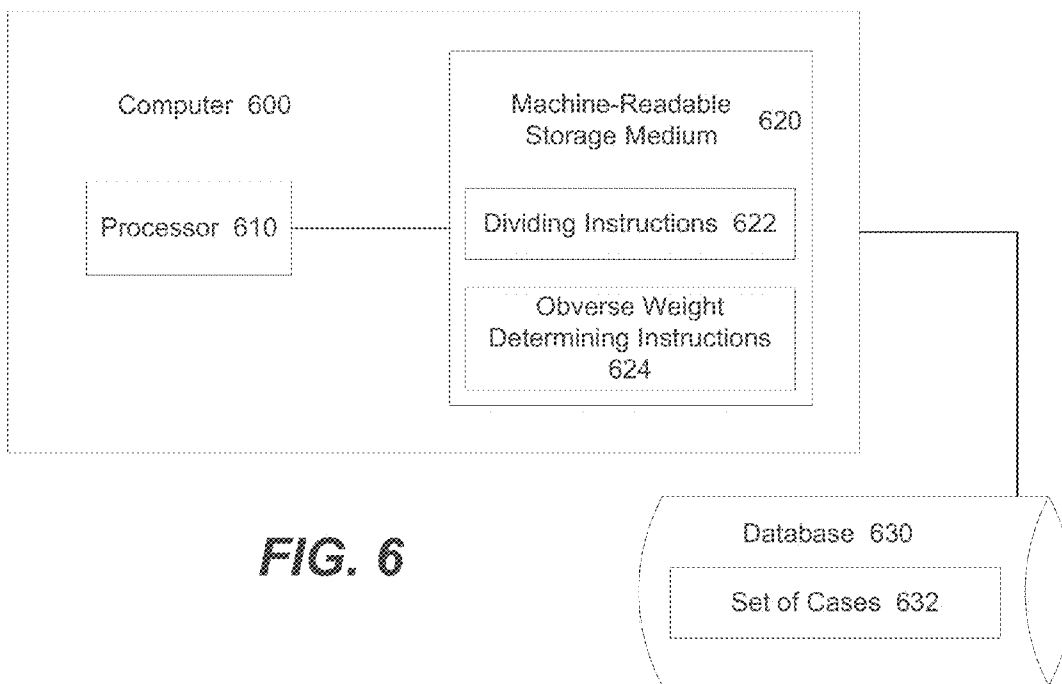 Computer 600
Machine-Readable
Storage Medium
620
Processor 610
Dividing Instructions 622
Obverse Weight
Determining Instructions
624
Database 630
Set of Cases 632
FIG. 6